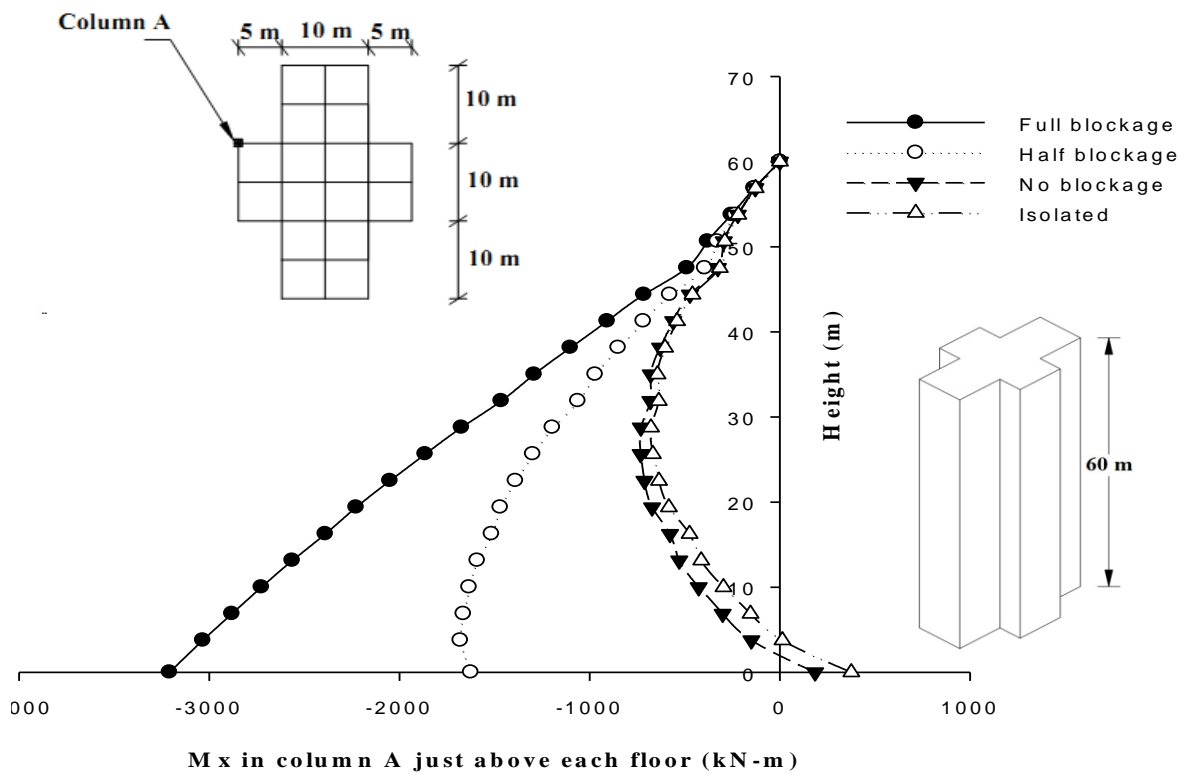 Column A
5 m 10 m 5 m
10 m
10 m
10 m
70
60
50
40
30
20
10
0
Height (m)
Full blockage
Half blockage
No blockage
Isolated
60 m
000 -3000 -2000 -1000 0 1000
Mx in column A just above each floor (kN-m)